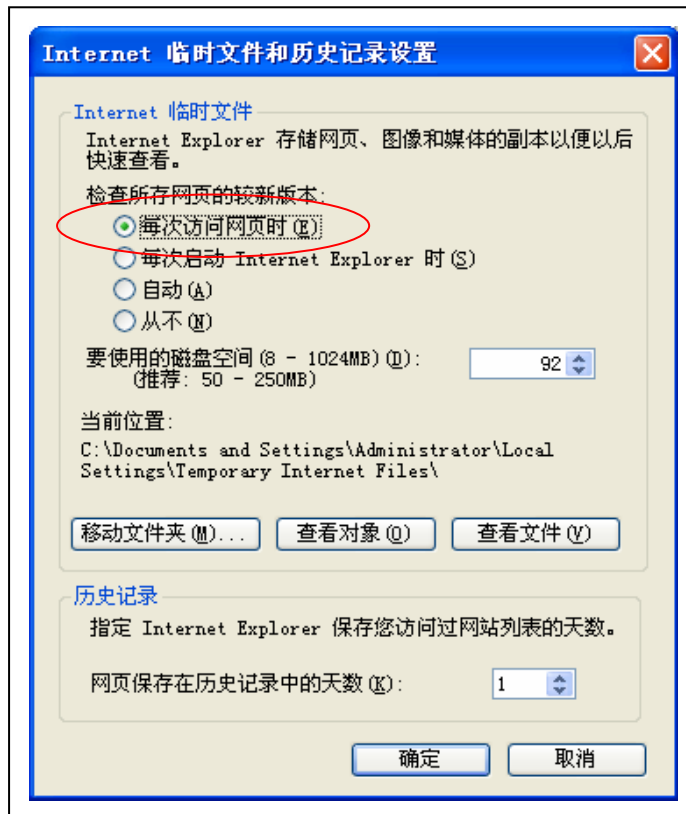 Internet 临时文件和历史记录设置
Internet 临时文件
Internet Explorer 存储网页、图像和媒体的副本以便以后
快速查看。
检查所存网页的较新版本:
每次访问网页时(E)
每次启动 Internet Explorer 时(S)
自动(A)
从不(N)
要使用的磁盘空间(8 - 1024MB)(D): 92
(推荐: 50 - 250MB)
当前位置:
C:\Documents and Settings\Administrator\Local
Settings\Temporary Internet Files\
移动文件夹(M)... 查看对象(O) 查看文件(V)
历史记录
指定 Internet Explorer 保存您访问过网站列表的天数。
网页保存在历史记录中的天数(K): 1
确定 取消